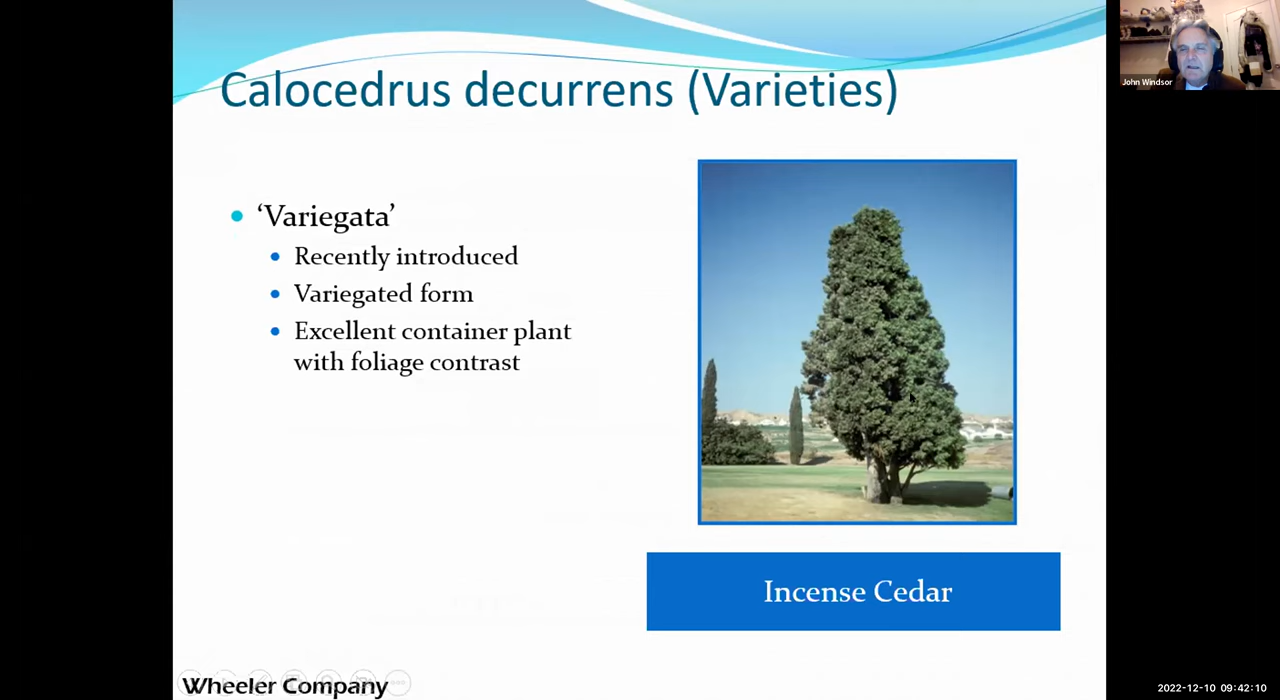 Calocedrus decurrens (Varieties)
‘Variegata’
Recently introduced
Variegated form
Excellent container plant
with foliage contrast
Incense Cedar
Wheeler Company
John Windsor
2022-12-10 09:42:10